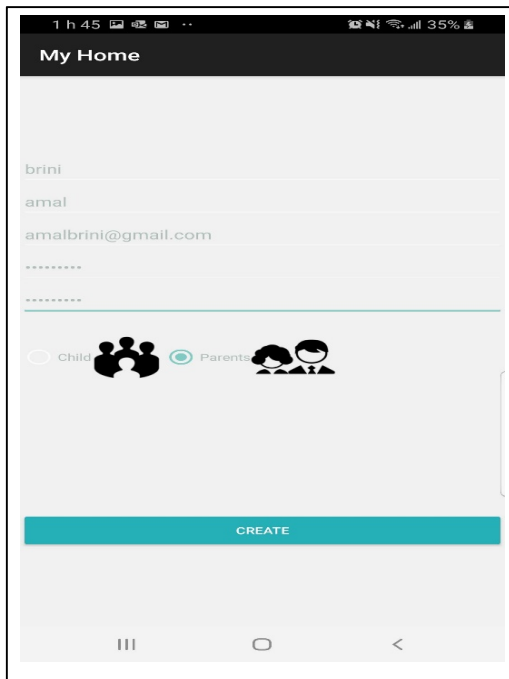 1 h 45 35%
My Home
brini
amal
amalbrini@gmail.com
•••••••••
•••••••••
Child Parents
CREATE